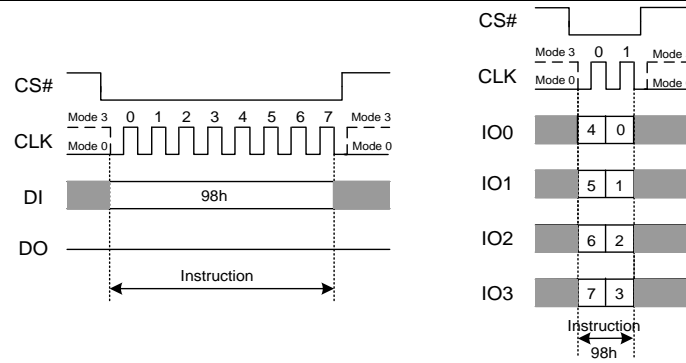 CS#
Mode 3 0 1 2 3 4 5 6 7 Mode 3
CLK
Mode 0 Mode 0
DI 98h
DO
Instruction
CS#
Mode 3 0 1 Mode
CLK
Mode 0 Mode
IO0 4 0
IO1 5 1
IO2 6 2
IO3 7 3
Instruction
98h